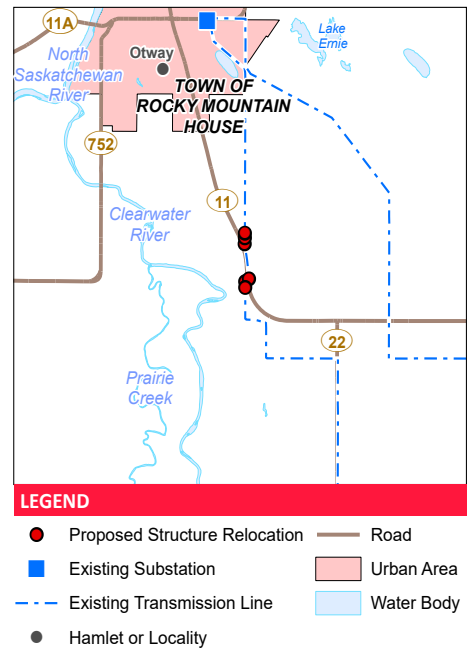 11A
Lake
Ernie
North
Saskatchewan
River
Otway
TOWN OF
ROCKY MOUNTAIN
HOUSE
752
11
Clearwater
River
22
Prairie
Creek
LEGEND
Proposed Structure Relocation
Road
Existing Substation
Urban Area
Existing Transmission Line
Water Body
Hamlet or Locality